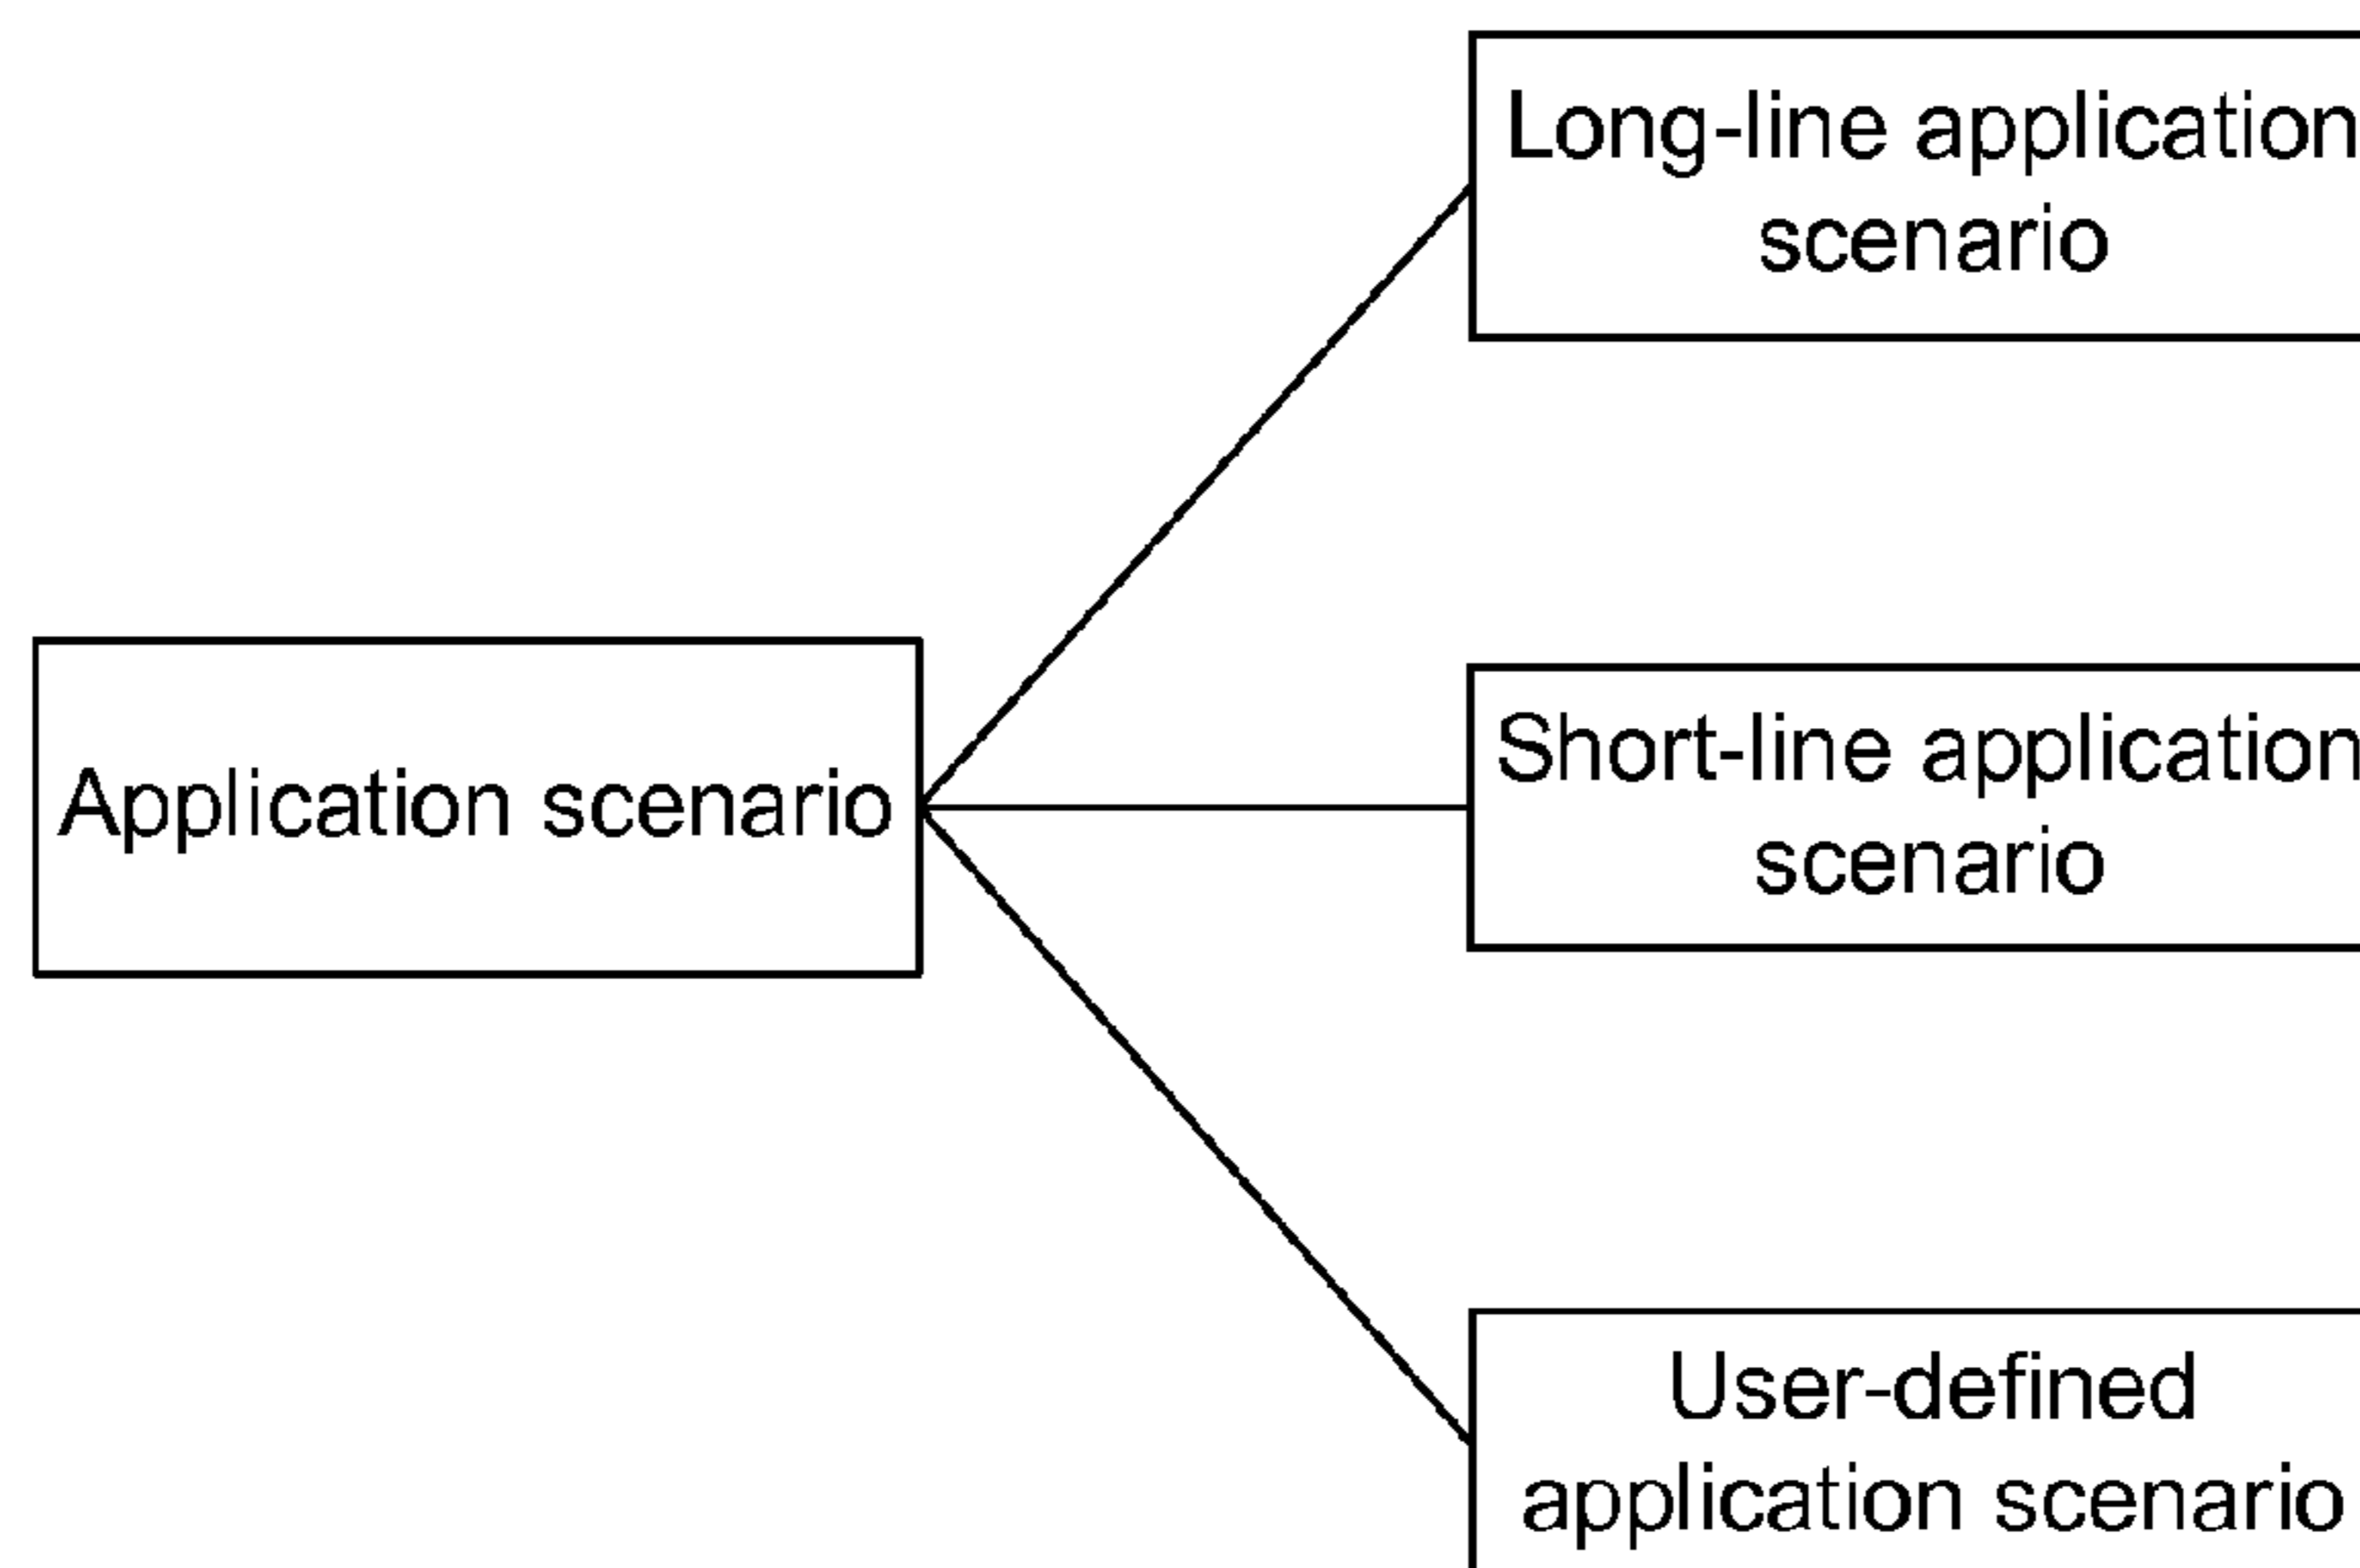 Long-line application
scenario
Application scenario
Short-line application
scenario
User-defined
application scenario